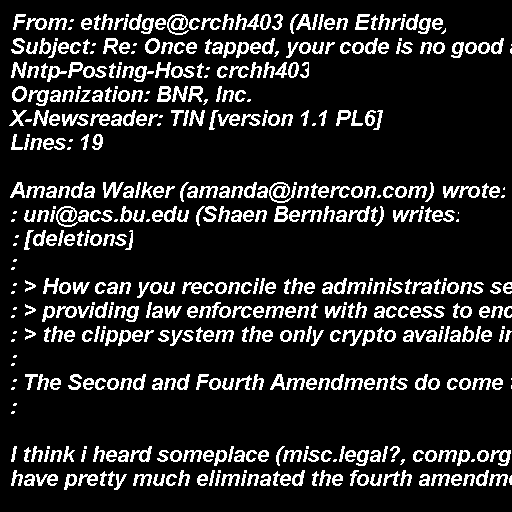 From: ethridge@crchh403 (Allen Ethridge)
Subject: Re: Once tapped, your code is no good
Nntp-Posting-Host: crchh403
Organization: BNR, Inc.
X-Newsreader: TIN [version 1.1 PL6]
Lines: 19
Amanda Walker (amanda@intercon.com) wrote:
: uni@acs.bu.edu (Shaen Bernhardt) writes:
: [deletions]
:
: > How can you reconcile the administrations
: > providing law enforcement with access to
: > the clipper system the only crypto available
:
: The Second and Fourth Amendments do come
:
I think i heard someplace (misc.legal?, comp.org
have pretty much eliminated the fourth